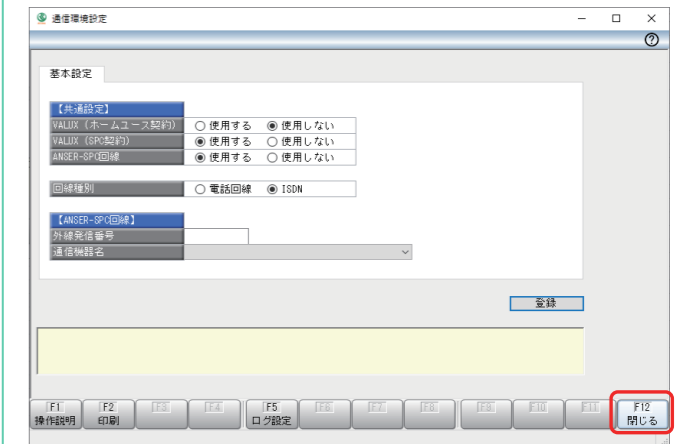 通信環境設定
基本設定
【共通設定】
VALUX (ホームユース契約) 使用する 使用しない
VALUX (SPC契約) 使用する 使用しない
ANSER-SPC回線 使用する 使用しない
回線種別 電話回線 ISDN
【ANSER-SPC回線】
外線発信番号
通信機器名
登録
F1 F2 F3 F4 F5 F6 F7 F8 F9 F10 F11 F12
操作説明 印刷 ログ設定 閉じる